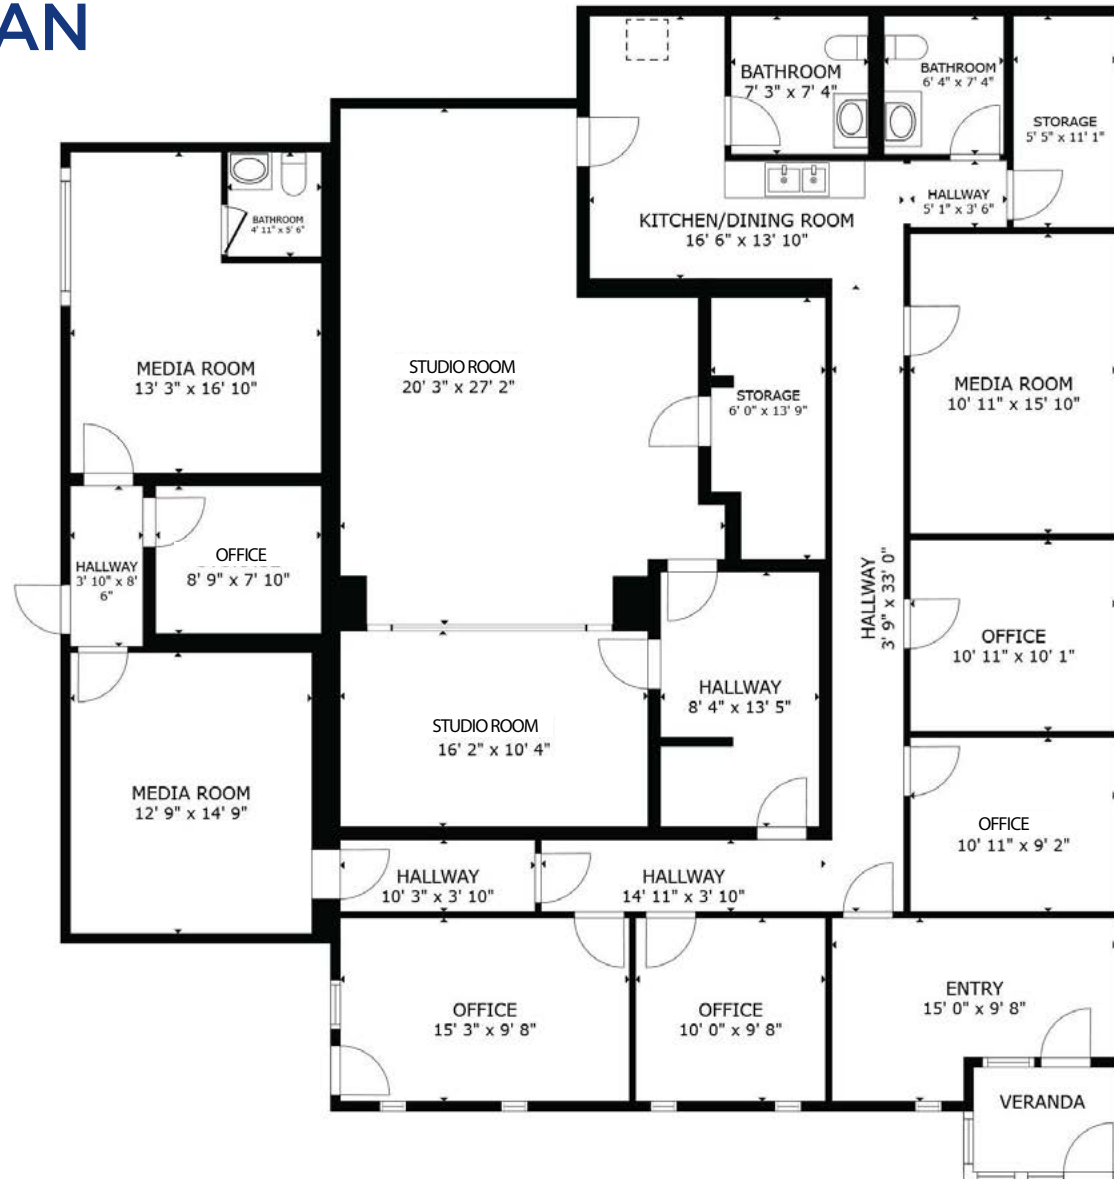 AN
BATHROOM
7' 3" x 7' 4"
BATHROOM
6' 4" x 7' 4"
STORAGE
5' 5" x 11' 1"
HALLWAY
5' 1" x 3' 6"
KITCHEN/DINING ROOM
16' 6" x 13' 10"
BATHROOM
4' 11" x 5' 6"
MEDIA ROOM
13' 3" x 16' 10"
STUDIO ROOM
20' 3" x 27' 2"
STORAGE
6' 0" x 13' 9"
MEDIA ROOM
10' 11" x 15' 10"
HALLWAY
3' 10" x 8'
6"
OFFICE
8' 9" x 7' 10"
HALLWAY
3' 9" x 33' 0"
OFFICE
10' 11" x 10' 1"
HALLWAY
8' 4" x 13' 5"
STUDIO ROOM
16' 2" x 10' 4"
MEDIA ROOM
12' 9" x 14' 9"
OFFICE
10' 11" x 9' 2"
HALLWAY
10' 3" x 3' 10"
HALLWAY
14' 11" x 3' 10"
OFFICE
15' 3" x 9' 8"
OFFICE
10' 0" x 9' 8"
ENTRY
15' 0" x 9' 8"
VERANDA